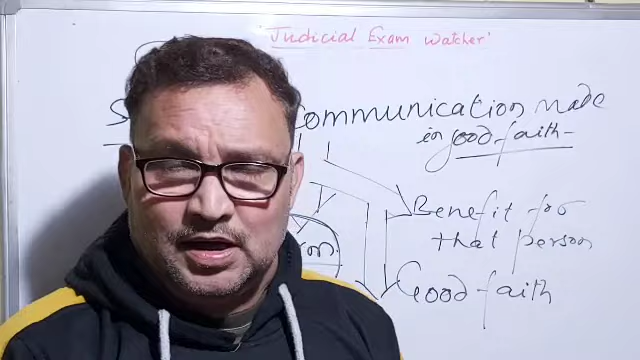 'Judicial Exam watcher'
Communication made
in good-faith-
Benefit for
that person
Good faith